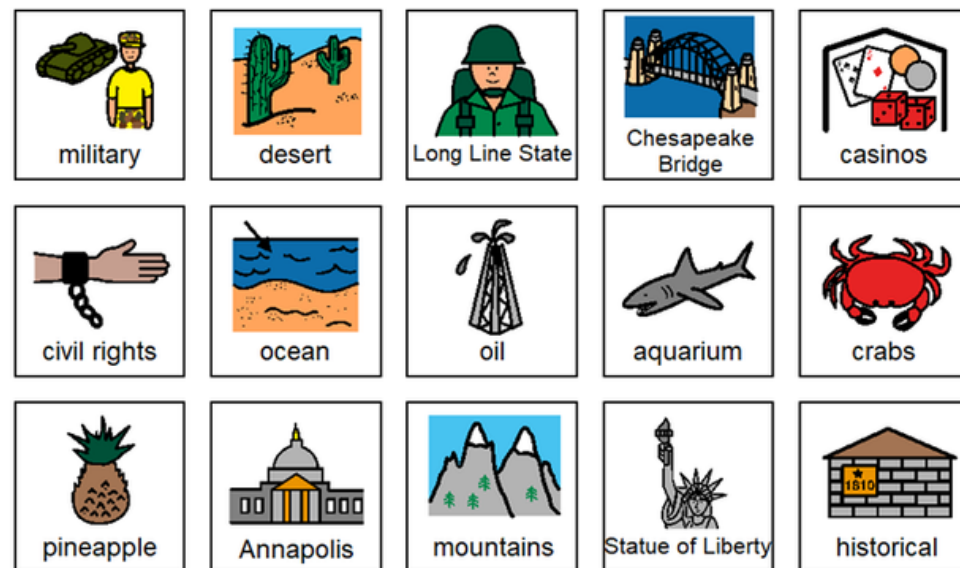 military
desert
Long Line State
Chesapeake
Bridge
casinos
civil rights
ocean
oil
aquarium
crabs
1810
pineapple
Annapolis
mountains
Statue of Liberty
historical